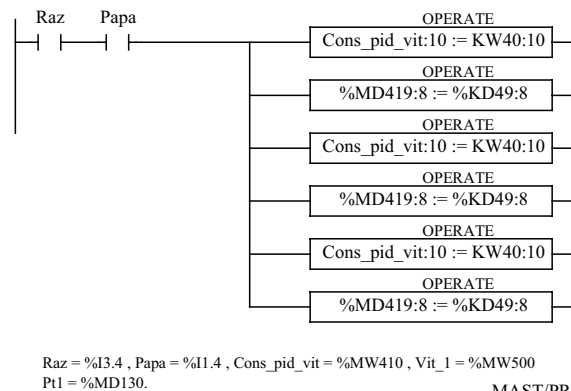 Raz Papa
OPERATE
Cons_pid_vit:10 := KW40:10
OPERATE
%MD419:8 := %KD49:8
OPERATE
Cons_pid_vit:10 := KW40:10
OPERATE
%MD419:8 := %KD49:8
OPERATE
Cons_pid_vit:10 := KW40:10
OPERATE
%MD419:8 := %KD49:8
Raz = %I3.4 , Papa = %I1.4 , Cons_pid_vit = %MW410 , Vit_1 = %MW500
Pt1 = %MD130.